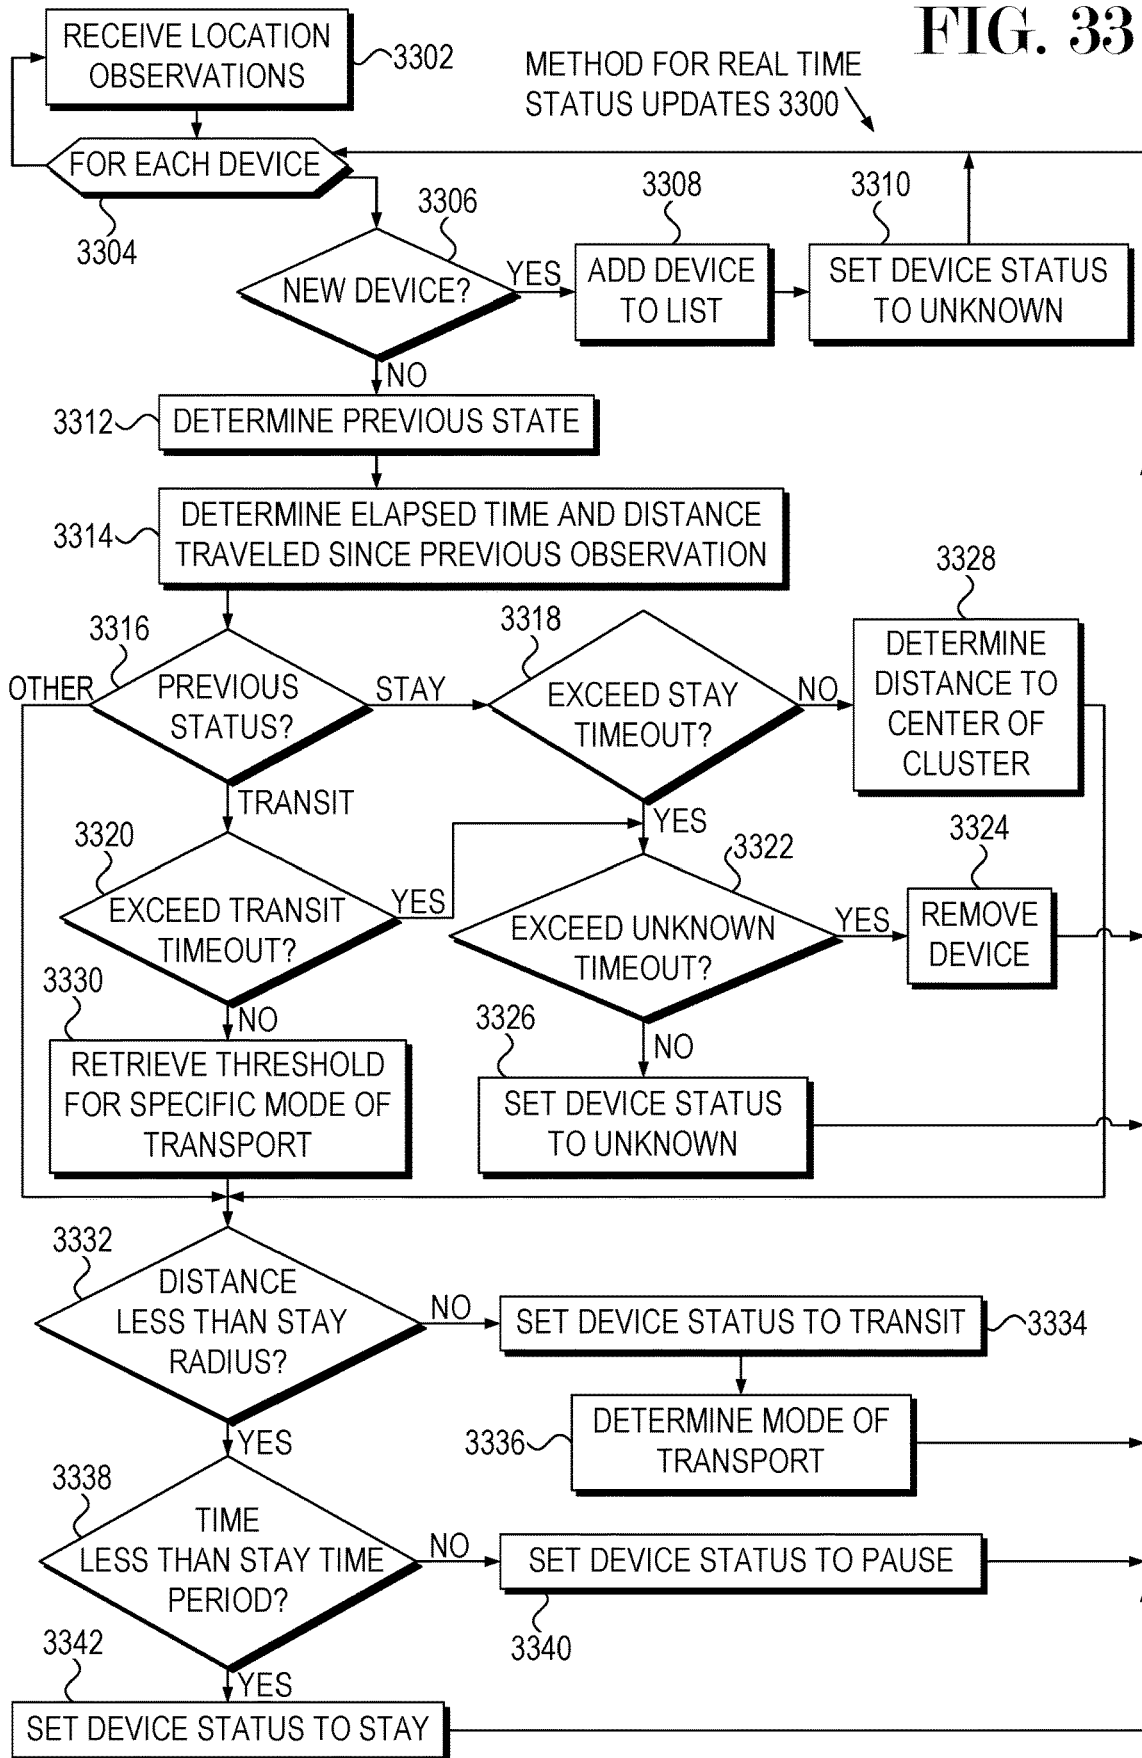 FIG. 33
RECEIVE LOCATION
OBSERVATIONS
3302
METHOD FOR REAL TIME
STATUS UPDATES 3300
FOR EACH DEVICE
3304
3306
NEW DEVICE?
YES
3308
ADD DEVICE
TO LIST
3310
SET DEVICE STATUS
TO UNKNOWN
NO
3312
DETERMINE PREVIOUS STATE
3314
DETERMINE ELAPSED TIME AND DISTANCE
TRAVELED SINCE PREVIOUS OBSERVATION
3316
PREVIOUS
STATUS?
OTHER
STAY
3318
EXCEED STAY
TIMEOUT?
NO
3328
DETERMINE
DISTANCE TO
CENTER OF
CLUSTER
TRANSIT
YES
3320
EXCEED TRANSIT
TIMEOUT?
YES
3322
EXCEED UNKNOWN
TIMEOUT?
YES
3324
REMOVE
DEVICE
NO
3330
RETRIEVE THRESHOLD
FOR SPECIFIC MODE OF
TRANSPORT
NO
3326
SET DEVICE STATUS
TO UNKNOWN
3332
DISTANCE
LESS THAN STAY
RADIUS?
NO
SET DEVICE STATUS TO TRANSIT
3334
3336
DETERMINE MODE OF
TRANSPORT
YES
3338
TIME
LESS THAN STAY TIME
PERIOD?
NO
SET DEVICE STATUS TO PAUSE
3340
YES
3342
SET DEVICE STATUS TO STAY